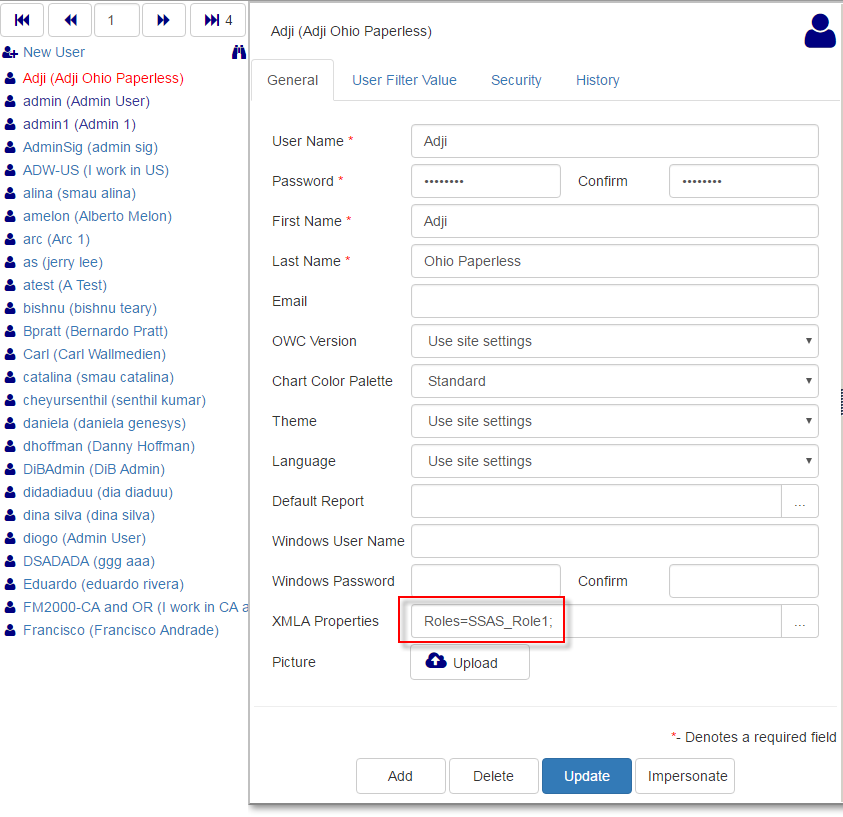 1
4
New User
Adji (Adji Ohio Paperless)
admin (Admin User)
admin1 (Admin 1)
AdminSig (admin sig)
ADW-US (I work in US)
alina (smau alina)
amelon (Alberto Melon)
arc (Arc 1)
as (jerry lee)
atest (A Test)
bishnu (bishnu teary)
Bpratt (Bernardo Pratt)
Carl (Carl Wallmedien)
catalina (smau catalina)
cheyursenthil (senthil kumar)
daniela (daniela genesys)
dhoffman (Danny Hoffman)
DiBAdmin (DiB Admin)
didadiaduu (dia diaduu)
dina silva (dina silva)
diogo (Admin User)
DSADADA (ggg aaa)
Eduardo (eduardo rivera)
FM2000-CA and OR (I work in CA a
Francisco (Francisco Andrade)
Adji (Adji Ohio Paperless)
General User Filter Value Security History
User Name * Adji
Password * •••••••• Confirm ••••••••
First Name * Adji
Last Name * Ohio Paperless
Email
OWC Version Use site settings
Chart Color Palette Standard
Theme Use site settings
Language Use site settings
Default Report ...
Windows User Name
Windows Password Confirm
XMLA Properties Roles=SSAS_Role1; ...
Picture Upload
*- Denotes a required field
Add Delete Update Impersonate